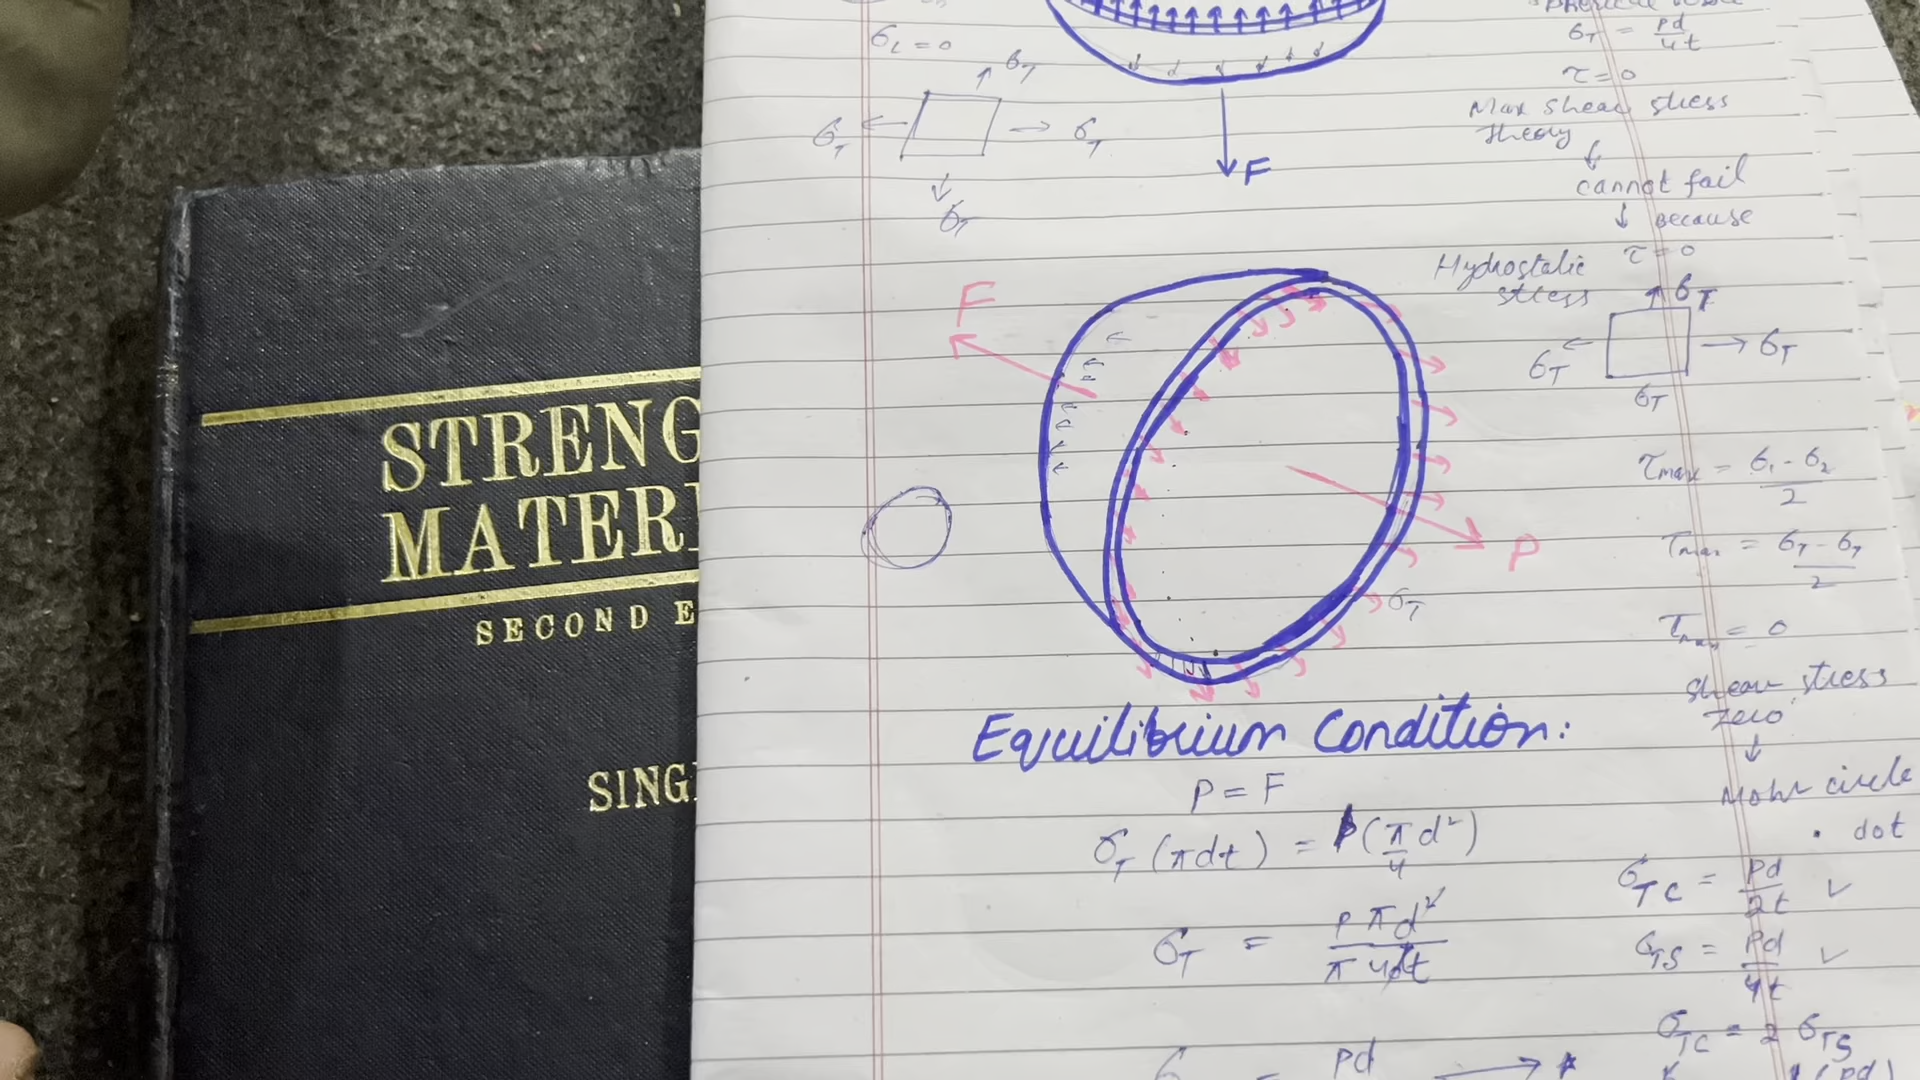 STRENG
MATERI
SECOND E
SING
σL = 0
σT
σT
σT
σT
F
F
P
σT
Equilibrium Condition:
P = F
σT (πdt) = P(π/4 d²)
σT = P π d² / π 4dt
Pd
σT = Pd/4t
τ = 0
Max shear stress
theory
↓
cannot fail
↓ because
τ = 0
Hydrostatic
stress
σT
σT
σT
σT
τmax = σ1 - σ2 / 2
τmax = σT - σT / 2
τmax = 0
shear stress
zero
↓
Mohr circle
. dot
σTC = Pd/2t ✓
σTS = Pd/4t ✓
σTC = 2 σTS